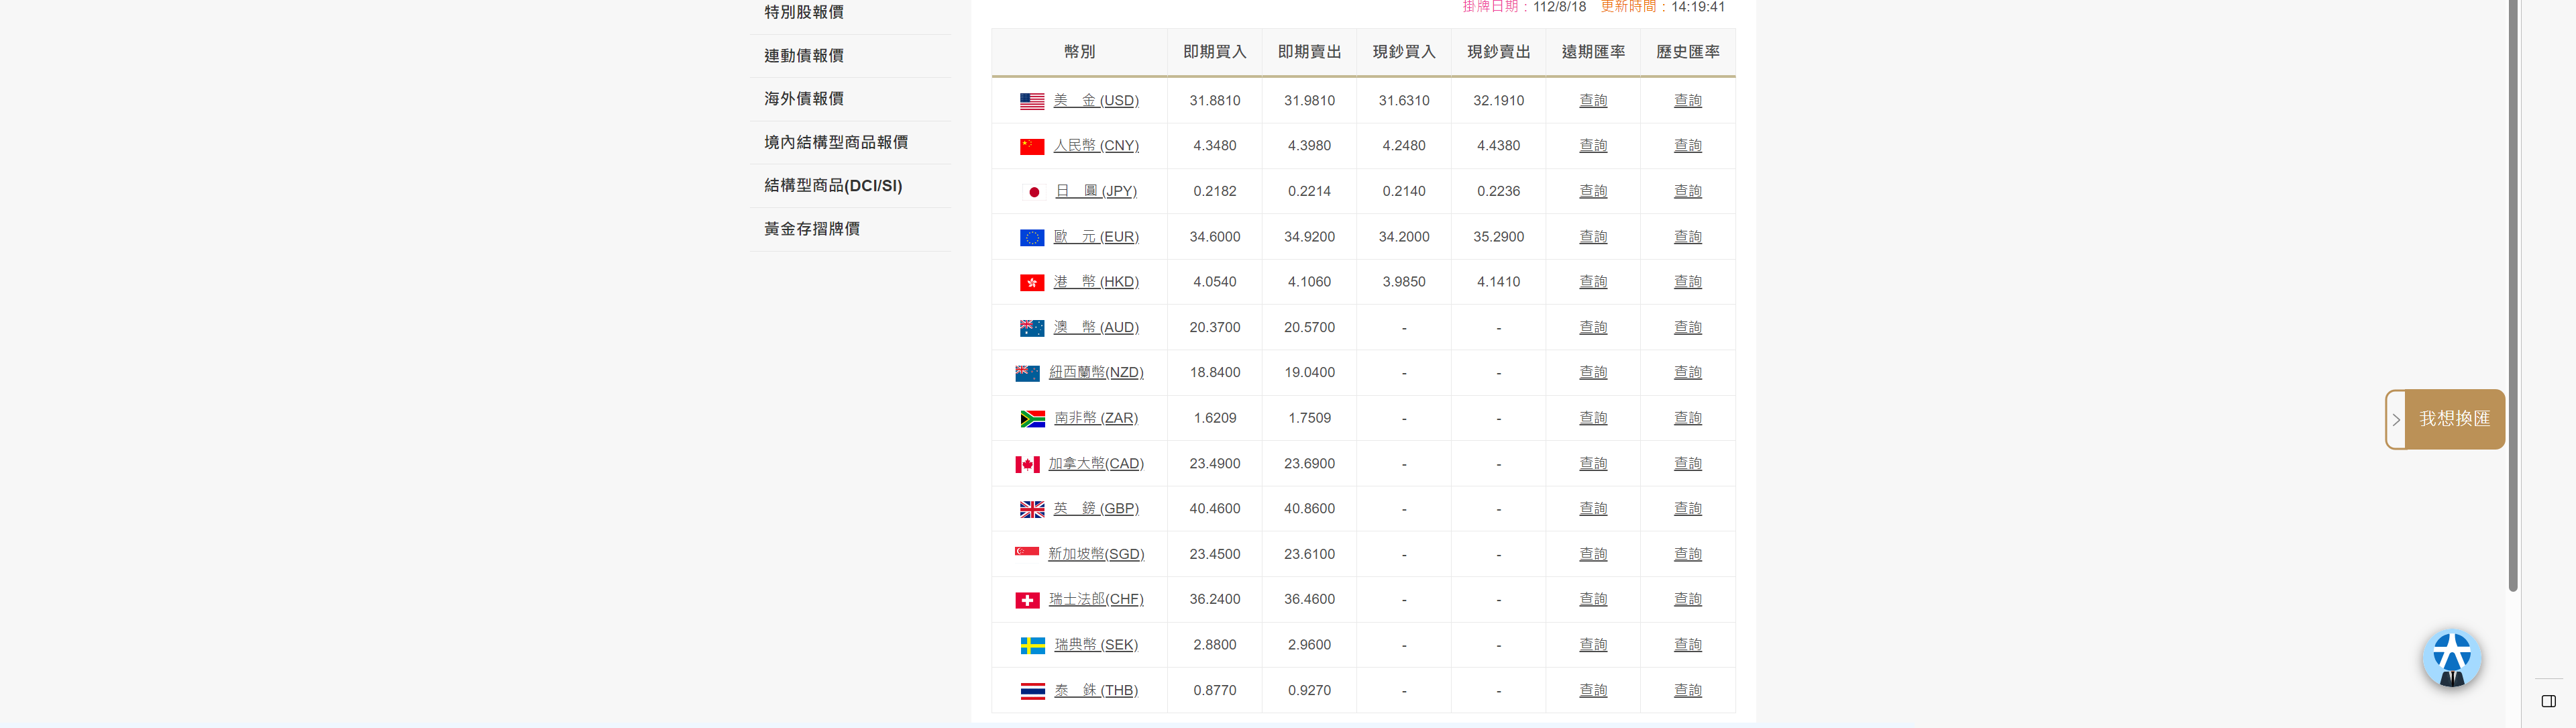 特別股報價
連動債報價
海外債報價
境內結構型商品報價
結構型商品(DCI/SI)
黃金存摺牌價
掛牌日期：112/8/18 更新時間：14:19:41
幣別 即期買入 即期賣出 現鈔買入 現鈔賣出 遠期匯率 歷史匯率
美　金 (USD) 31.8810 31.9810 31.6310 32.1910 查詢 查詢
人民幣 (CNY) 4.3480 4.3980 4.2480 4.4380 查詢 查詢
日　圓 (JPY) 0.2182 0.2214 0.2140 0.2236 查詢 查詢
歐　元 (EUR) 34.6000 34.9200 34.2000 35.2900 查詢 查詢
港　幣 (HKD) 4.0540 4.1060 3.9850 4.1410 查詢 查詢
澳　幣 (AUD) 20.3700 20.5700 - - 查詢 查詢
紐西蘭幣(NZD) 18.8400 19.0400 - - 查詢 查詢
南非幣 (ZAR) 1.6209 1.7509 - - 查詢 查詢
加拿大幣(CAD) 23.4900 23.6900 - - 查詢 查詢
英　鎊 (GBP) 40.4600 40.8600 - - 查詢 查詢
新加坡幣(SGD) 23.4500 23.6100 - - 查詢 查詢
瑞士法郎(CHF) 36.2400 36.4600 - - 查詢 查詢
瑞典幣 (SEK) 2.8800 2.9600 - - 查詢 查詢
泰　銖 (THB) 0.8770 0.9270 - - 查詢 查詢
我想換匯